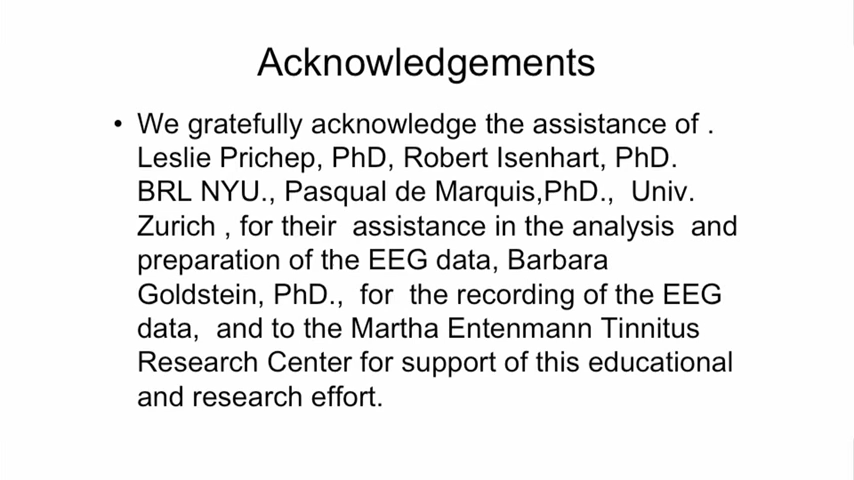 Acknowledgements
• We gratefully acknowledge the assistance of .
Leslie Prichep, PhD, Robert Isenhart, PhD.
BRL NYU., Pasqual de Marquis,PhD., Univ.
Zurich , for their assistance in the analysis and
preparation of the EEG data, Barbara
Goldstein, PhD., for the recording of the EEG
data, and to the Martha Entenmann Tinnitus
Research Center for support of this educational
and research effort.